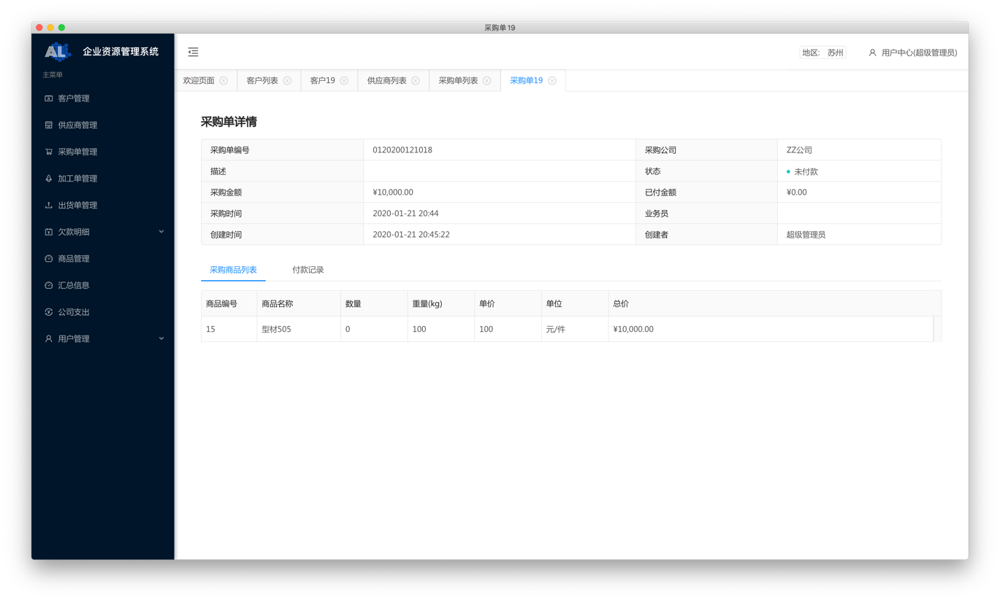 采购单19
AL 企业资源管理系统
主菜单
客户管理
供应商管理
采购单管理
加工单管理
出货单管理
欠款明细
商品管理
汇总信息
公司支出
用户管理
地区: 苏州 用户中心(超级管理员)
欢迎页面 客户列表 客户19 供应商列表 采购单列表 采购单19
采购单详情
采购单编号 0120200121018 采购公司 ZZ公司
描述 状态 未付款
采购金额 ¥10,000.00 已付金额 ¥0.00
采购时间 2020-01-21 20:44 业务员
创建时间 2020-01-21 20:45:22 创建者 超级管理员
采购商品列表 付款记录
商品编号 商品名称 数量 重量(kg) 单价 单位 总价
15 型材505 0 100 100 元/件 ¥10,000.00